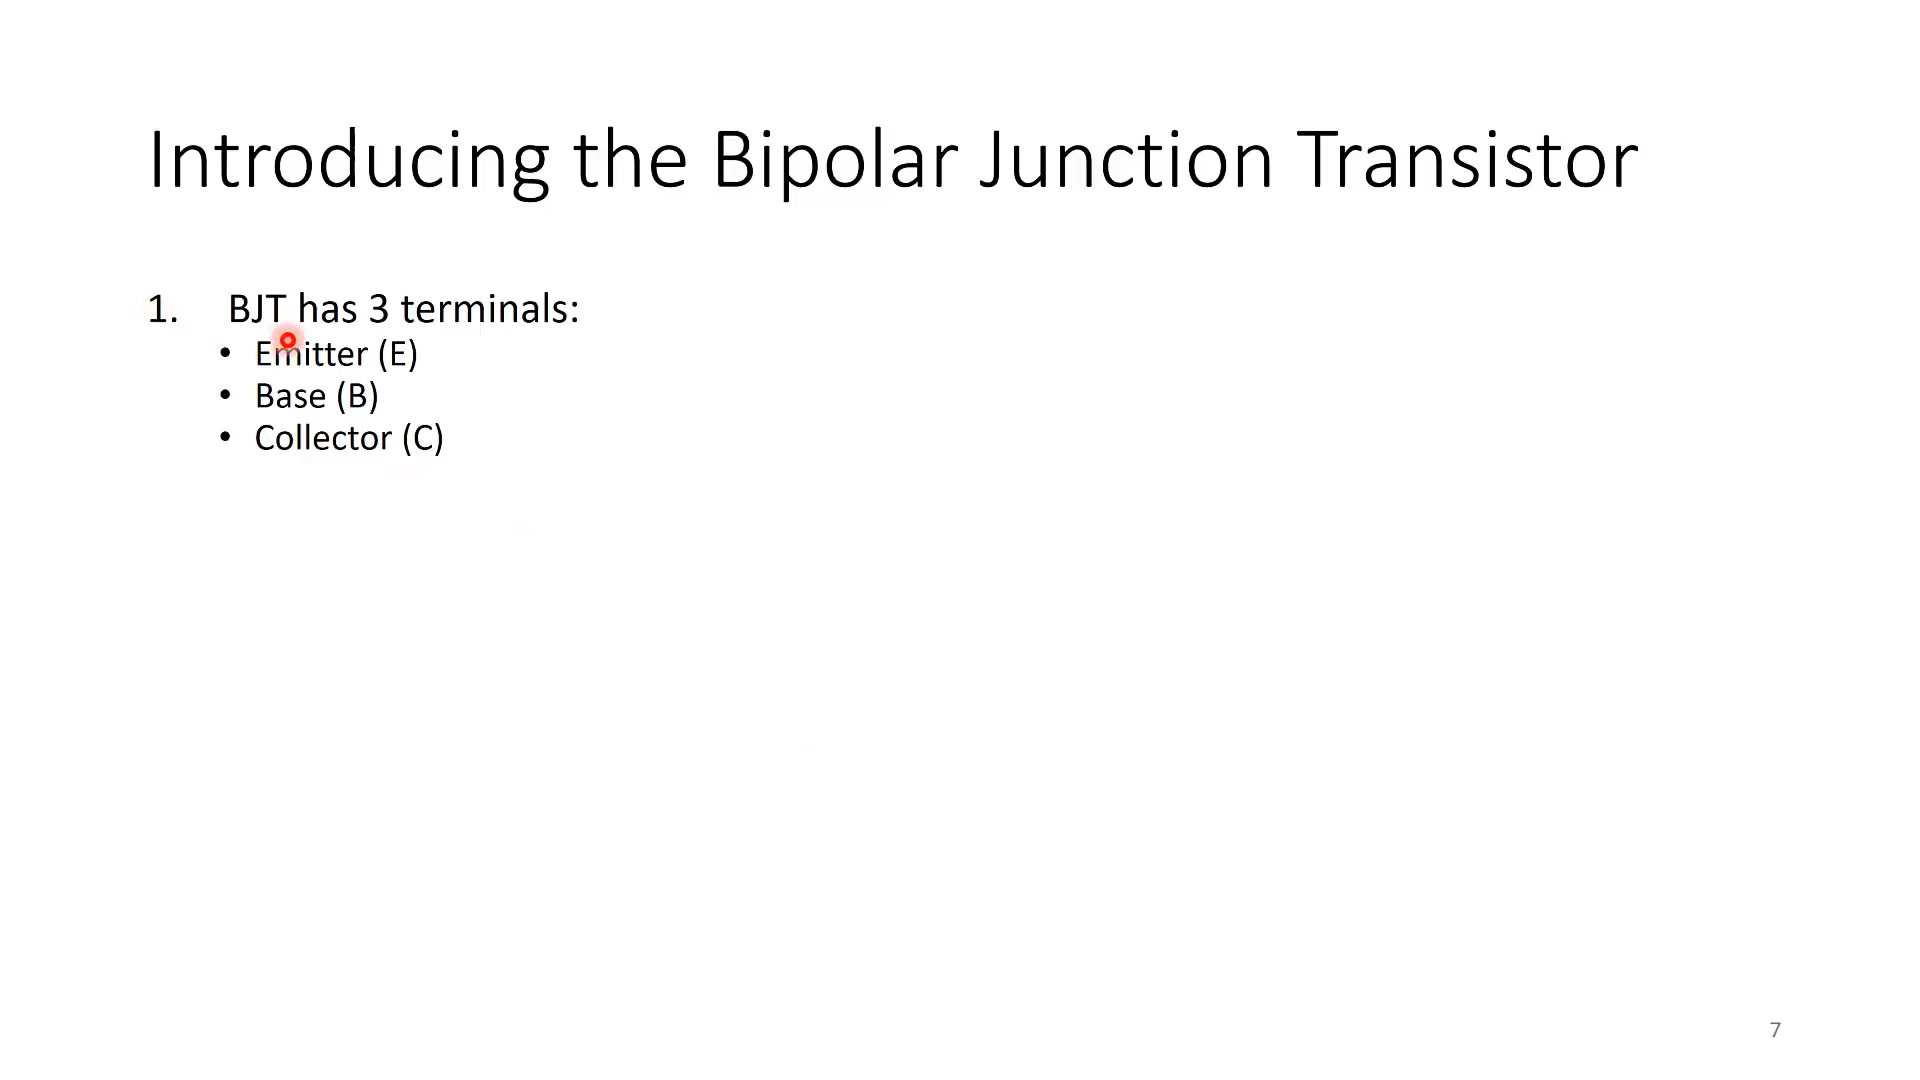 Introducing the Bipolar Junction Transistor
1. BJT has 3 terminals:
• Emitter (E)
• Base (B)
• Collector (C)
7